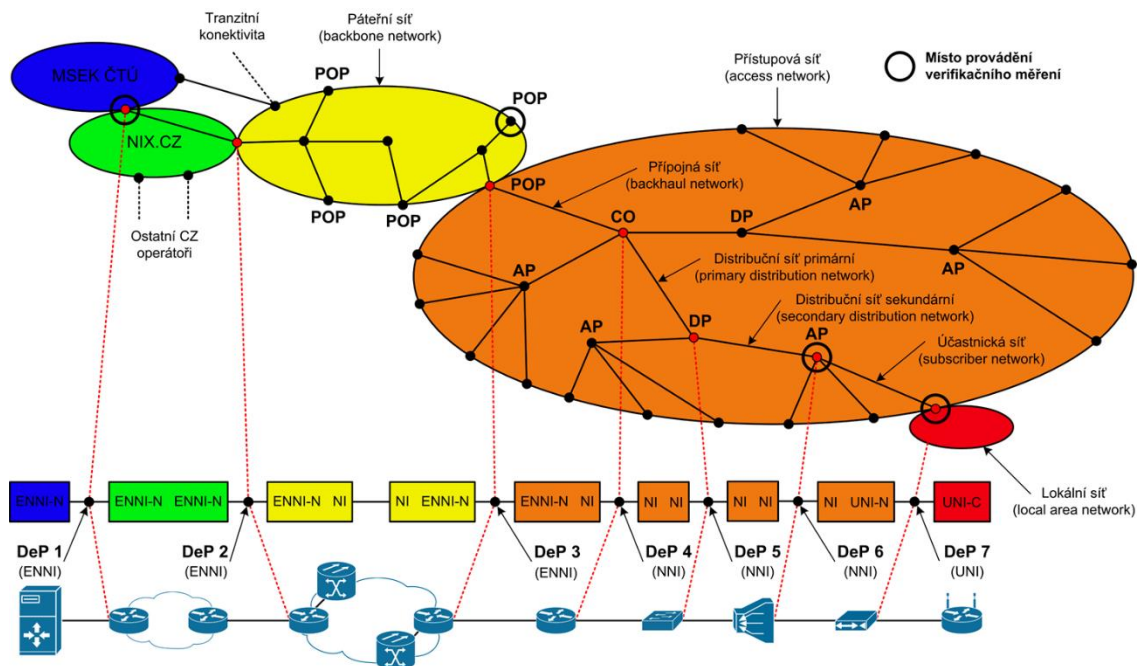 Tranzitní
konektivita
Páteřní síť
(backbone network)
Přístupová síť
(access network)
Místo provádění
verifikačního měření
MSEK ČTÚ
POP
POP
NIX.CZ
POP
POP
POP
Ostatní CZ
operátoři
Přípojná síť
(backhaul network)
CO
DP
AP
AP
AP
Distribuční síť primární
(primary distribution network)
Distribuční síť sekundární
(secondary distribution network)
DP
AP
AP
Účastnická síť
(subscriber network)
Lokální síť
(local area network)
ENNI-N
ENNI-N ENNI-N
ENNI-N NI
NI ENNI-N
ENNI-N NI
NI NI
NI NI
NI UNI-N
UNI-C
DeP 1
(ENNI)
DeP 2
(ENNI)
DeP 3
(ENNI)
DeP 4
(NNI)
DeP 5
(NNI)
DeP 6
(NNI)
DeP 7
(UNI)